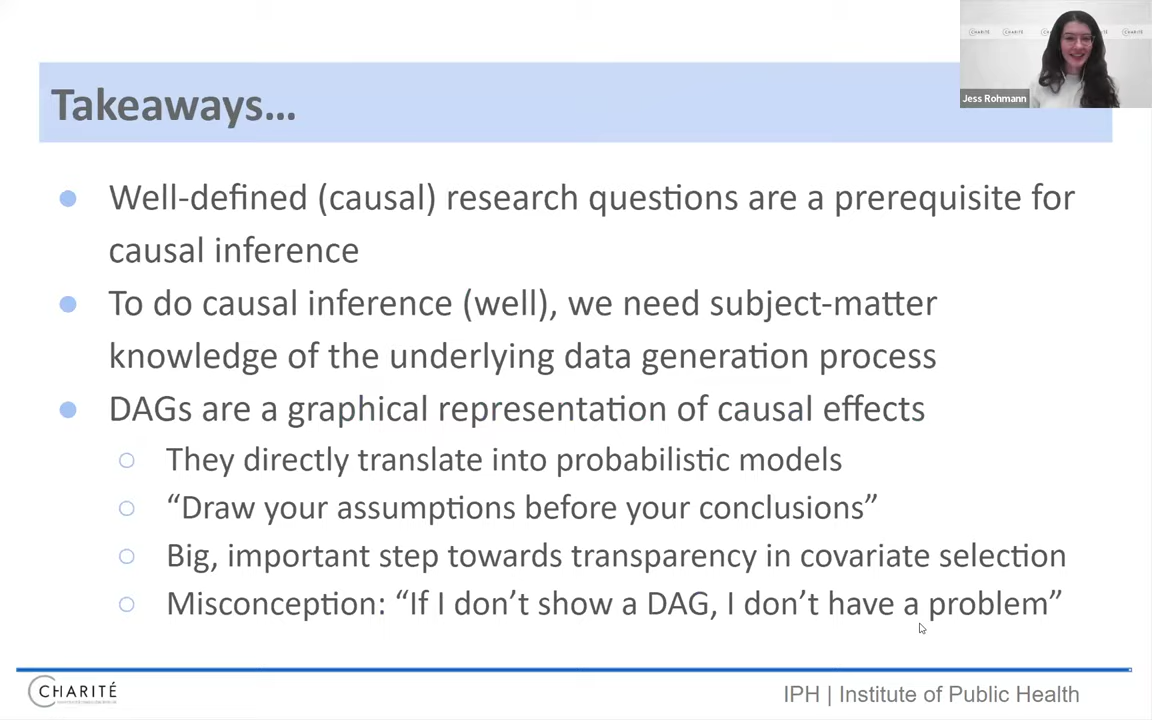 Takeaways...
CHARITÉ
Jess Rohmann
● Well-defined (causal) research questions are a prerequisite for
causal inference
● To do causal inference (well), we need subject-matter
knowledge of the underlying data generation process
● DAGs are a graphical representation of causal effects
○ They directly translate into probabilistic models
○ “Draw your assumptions before your conclusions”
○ Big, important step towards transparency in covariate selection
○ Misconception: “If I don’t show a DAG, I don’t have a problem”
CHARITÉ
IPH | Institute of Public Health